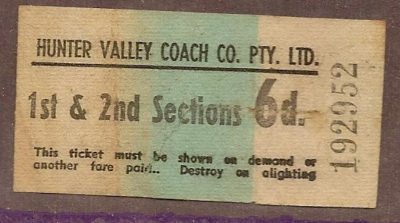 HUNTER VALLEY COACH CO. PTY. LTD.
1st & 2nd Sections 6d.
This ticket must be shown on demand or
another fare paid.. Destroy on alighting
192952